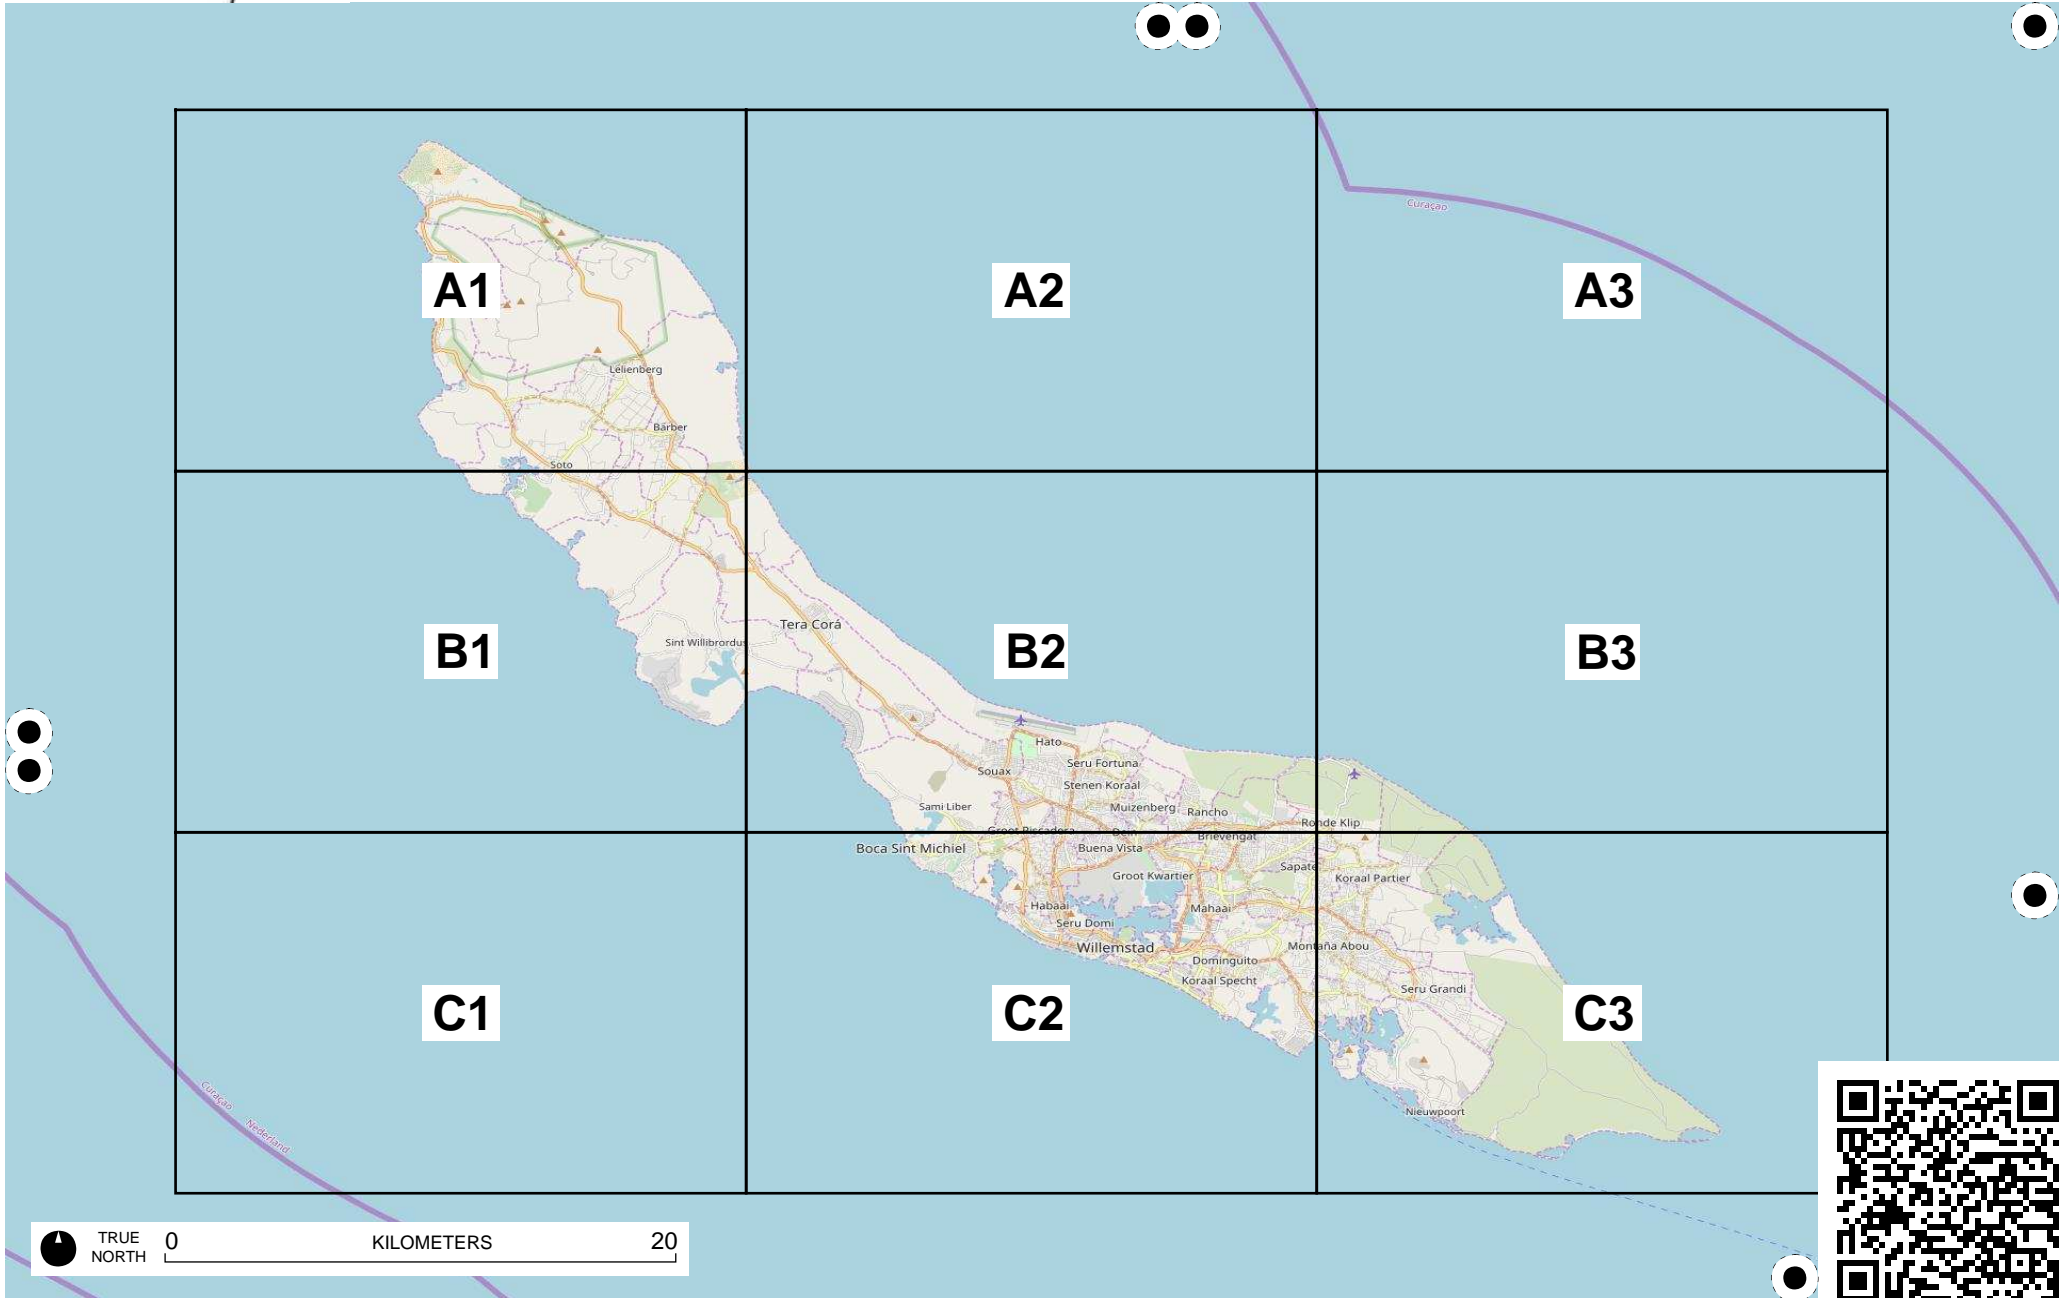 Curaçao
A1
A2
A3
Lelienberg
Barber
Soto
Tera Corá
Sint Willibrordus
B1
B2
B3
Hato
Seru Fortuna
Souax
Stenen Koraal
Sami Liber
Muizenberg
Rancho
Ronde Klip
Groot Piscadera
Dein
Brievengat
Boca Sint Michiel
Buena Vista
Sapate
Groot Kwartier
Koraal Partier
Habaai
Mahaai
Seru Domi
Willemstad
Montaña Abou
Dominguito
Koraal Specht
Seru Grandi
C1
C2
C3
Curaçao
Nederland
Nieuwpoort
TRUE
NORTH
0
KILOMETERS
20